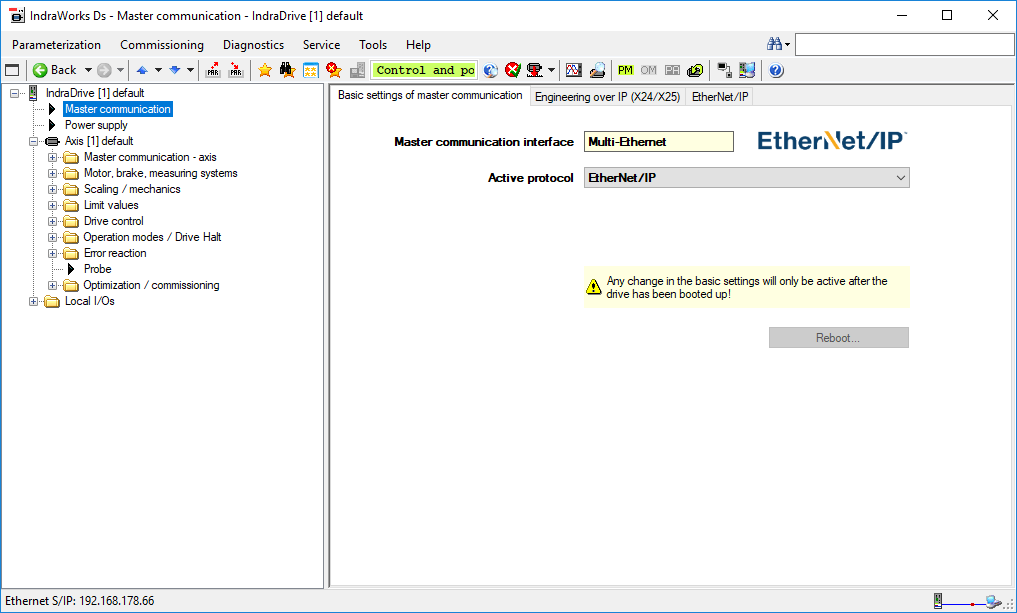 IndraWorks Ds - Master communication - IndraDrive [1] default
Parameterization Commissioning Diagnostics Service Tools Help
Back PAR PAR Control and po PM OM
IndraDrive [1] default
Master communication
Power supply
Axis [1] default
Master communication - axis
Motor, brake, measuring systems
Scaling / mechanics
Limit values
Drive control
Operation modes / Drive Halt
Error reaction
Probe
Optimization / commissioning
Local I/Os
Basic settings of master communication Engineering over IP (X24/X25) EtherNet/IP
Master communication interface Multi-Ethernet EtherNet/IP™
Active protocol EtherNet/IP
Any change in the basic settings will only be active after the
drive has been booted up!
Reboot...
Ethernet S/IP: 192.168.178.66